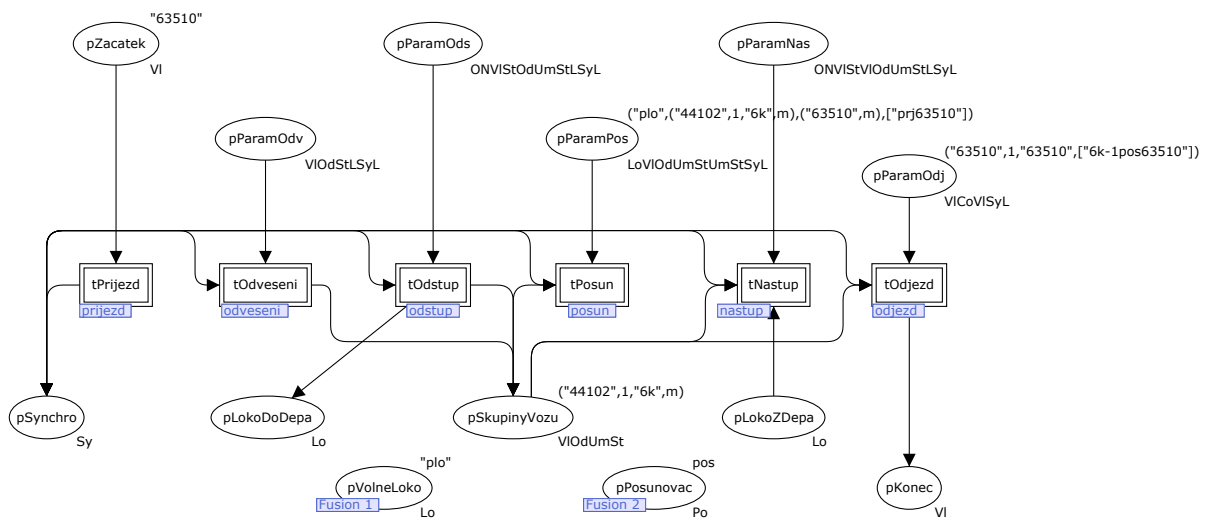 "63510"
pZacatek
Vl
pParamOds
ONVlStOdUmStLSyL
pParamNas
ONVlStVlOdUmStLSyL
pParamOdv
VlOdStLSyL
("plo",("44102",1,"6k",m),("63510",m),["prj63510"])
pParamPos
LoVlOdUmStUmStSyL
("63510",1,"63510",["6k-1pos63510"])
pParamOdj
VlCoVlSyL
tPrijezd
prijezd
tOdveseni
odveseni
tOdstup
odstup
tPosun
posun
tNastup
nastup
tOdjezd
odjezd
pSynchro
Sy
pLokoDoDepa
Lo
("44102",1,"6k",m)
pSkupinyVozu
VlOdUmSt
pLokoZDepa
Lo
"plo"
pVolneLoko
Fusion 1
Lo
pos
pPosunovac
Fusion 2
Po
pKonec
Vl